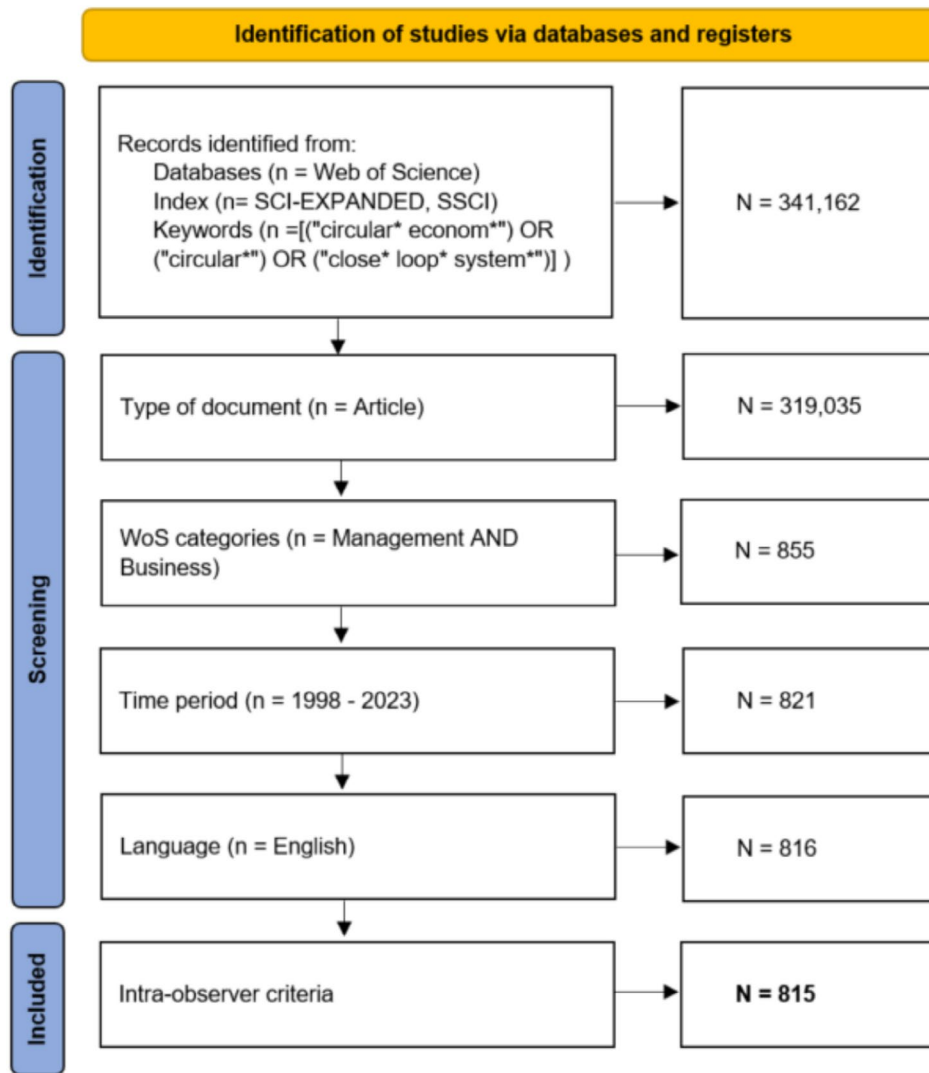 Identification of studies via databases and registers
Identification
Records identified from:
Databases (n = Web of Science)
Index (n= SCI-EXPANDED, SSCI)
Keywords (n =[("circular* econom*") OR
("circular*") OR ("close* loop* system*")] )
N = 341,162
Screening
Type of document (n = Article)
N = 319,035
WoS categories (n = Management AND
Business)
N = 855
Time period (n = 1998 - 2023)
N = 821
Language (n = English)
N = 816
Included
Intra-observer criteria
N = 815